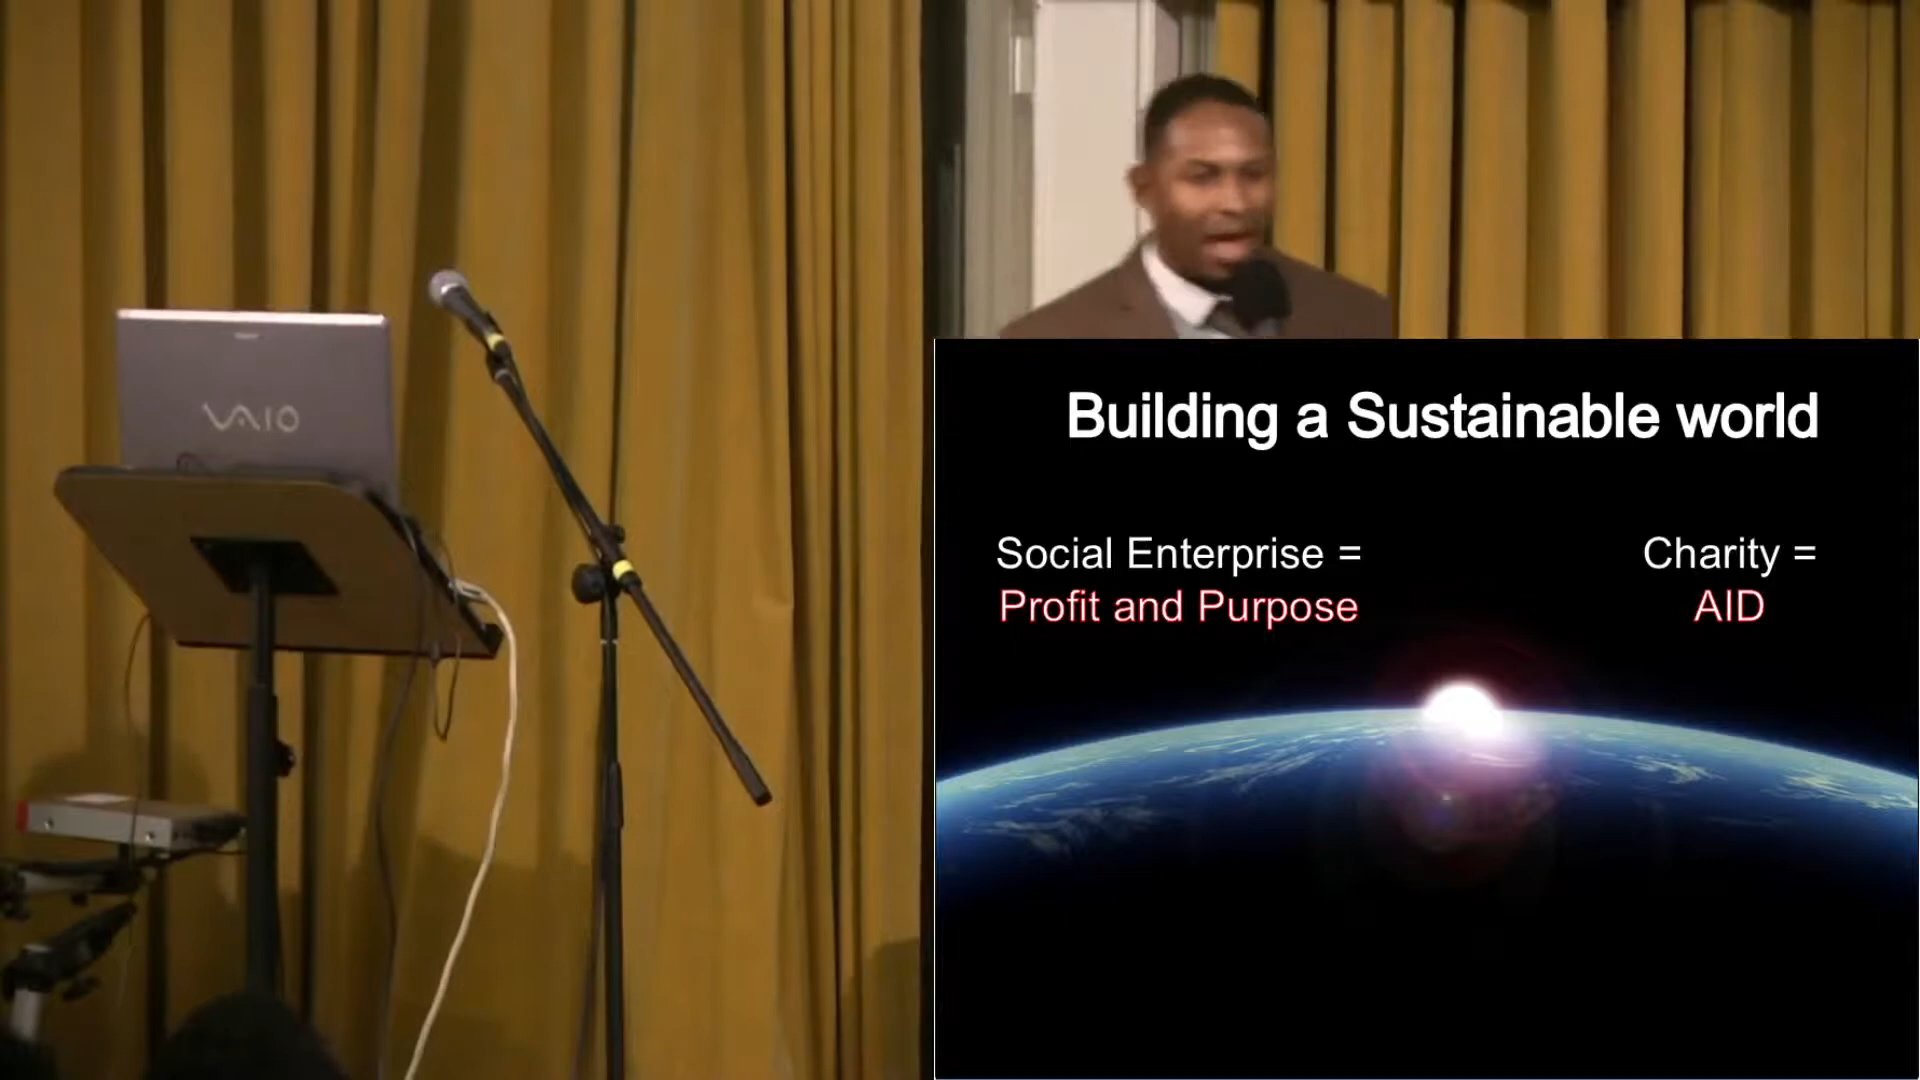 VAIO
Building a Sustainable world
Social Enterprise =
Profit and Purpose
Charity =
AID